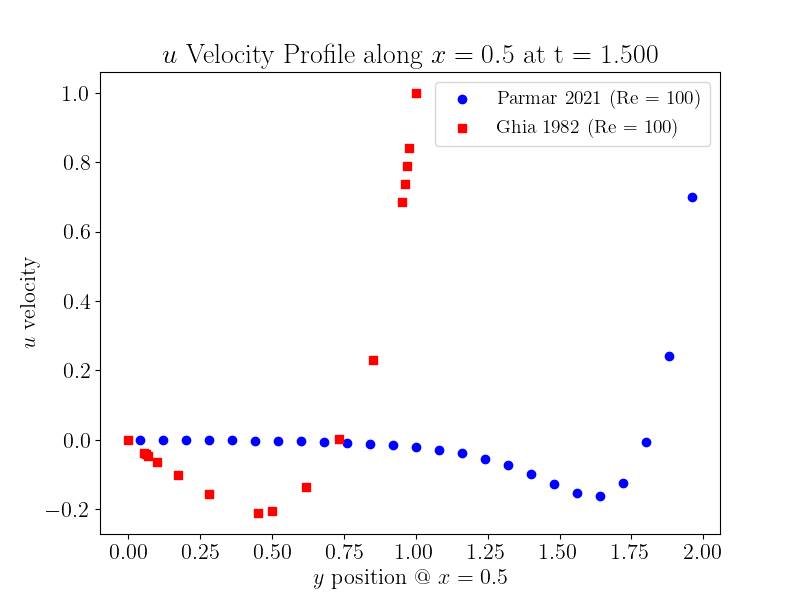 u Velocity Profile along x = 0.5 at t = 1.500
Parmar 2021 (Re = 100)
Ghia 1982 (Re = 100)
1.0
0.8
0.6
0.4
0.2
0.0
−0.2
u velocity
0.00 0.25 0.50 0.75 1.00 1.25 1.50 1.75 2.00
y position @ x = 0.5